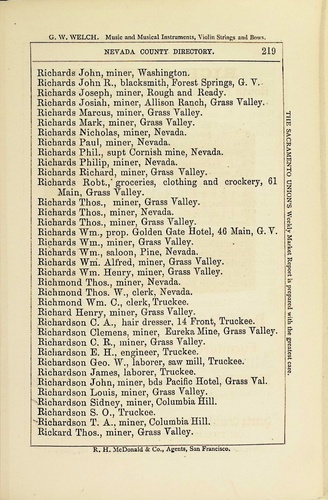 G. W. WELCH. Music and Musical Instruments, Violin Strings and Bows.
NEVADA COUNTY DIRECTORY. 219
Richards John, miner, Washington.
Richards John R., blacksmith, Forest Springs, G. V.
Richards Joseph, miner, Rough and Ready.
Richards Josiah, miner, Allison Ranch, Grass Valley.
Richards Marcus, miner, Grass Valley.
Richards Mark, miner, Grass Valley.
Richards Nicholas, miner, Nevada.
Richards Paul, miner, Nevada.
Richards Phil., supt Cornish mine, Nevada.
Richards Philip, miner, Nevada.
Richards Richard, miner, Grass Valley.
Richards Robt., groceries, clothing and crockery, 61
Main, Grass Valley.
Richards Thos., miner, Grass Valley.
Richards Thos., miner, Nevada.
Richards Thos., miner, Grass Valley.
Richards Wm., prop. Golden Gate Hotel, 46 Main, G. V.
Richards Wm., miner, Grass Valley.
Richards Wm., saloon, Pine, Nevada.
Richards Wm. Alfred, miner, Grass Valley.
Richards Wm. Henry, miner, Grass Valley.
Richmond Thos., miner, Nevada.
Richmond Thos. W., clerk, Nevada.
Richmond Wm. C., clerk, Truckee.
Richard Henry, miner, Grass Valley.
Richardson C. A., hair dresser, 14 Front, Truckee.
Richardson Clemens, miner, Eureka Mine, Grass Valley.
Richardson C. R., miner, Grass Valley.
Richardson E. H., engineer, Truckee.
Richardson Geo. W., laborer, saw mill, Truckee.
Richardson James, laborer, Truckee.
Richardson John, miner, bds Pacific Hotel, Grass Val.
Richardson Louis, miner, Grass Valley.
Richardson Sidney, miner, Columbia Hill.
Richardson S. O., Truckee.
Richardson T. A., miner, Columbia Hill.
Rickard Thos., miner, Grass Valley.
THE SACRAMENTO UNION'S Weekly Market Report is prepared with the greatest care.
R. H. McDonald & Co., Agents, San Francisco.